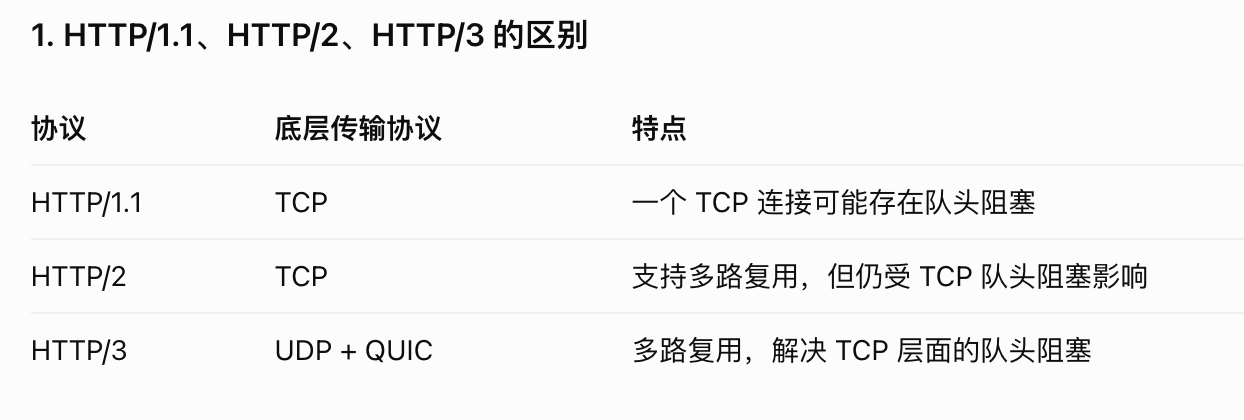 1. HTTP/1.1、HTTP/2、HTTP/3 的区别
协议 底层传输协议 特点
HTTP/1.1 TCP 一个 TCP 连接可能存在队头阻塞
HTTP/2 TCP 支持多路复用，但仍受 TCP 队头阻塞影响
HTTP/3 UDP + QUIC 多路复用，解决 TCP 层面的队头阻塞